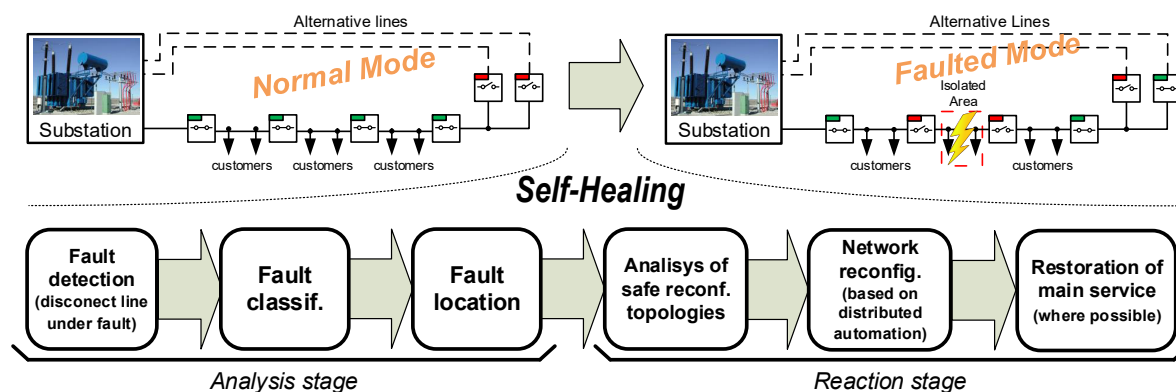 Alternative lines
Normal Mode
Substation
customers
customers
customers
Alternative Lines
Faulted Mode
Isolated
Area
Substation
customers
customers
Self-Healing
Fault
detection
(disconect line
under fault)
Fault
classif.
Fault
location
Analisys of
safe reconf.
topologies
Network
reconfig.
(based on
distributed
automation)
Restoration of
main service
(where possible)
Analysis stage
Reaction stage